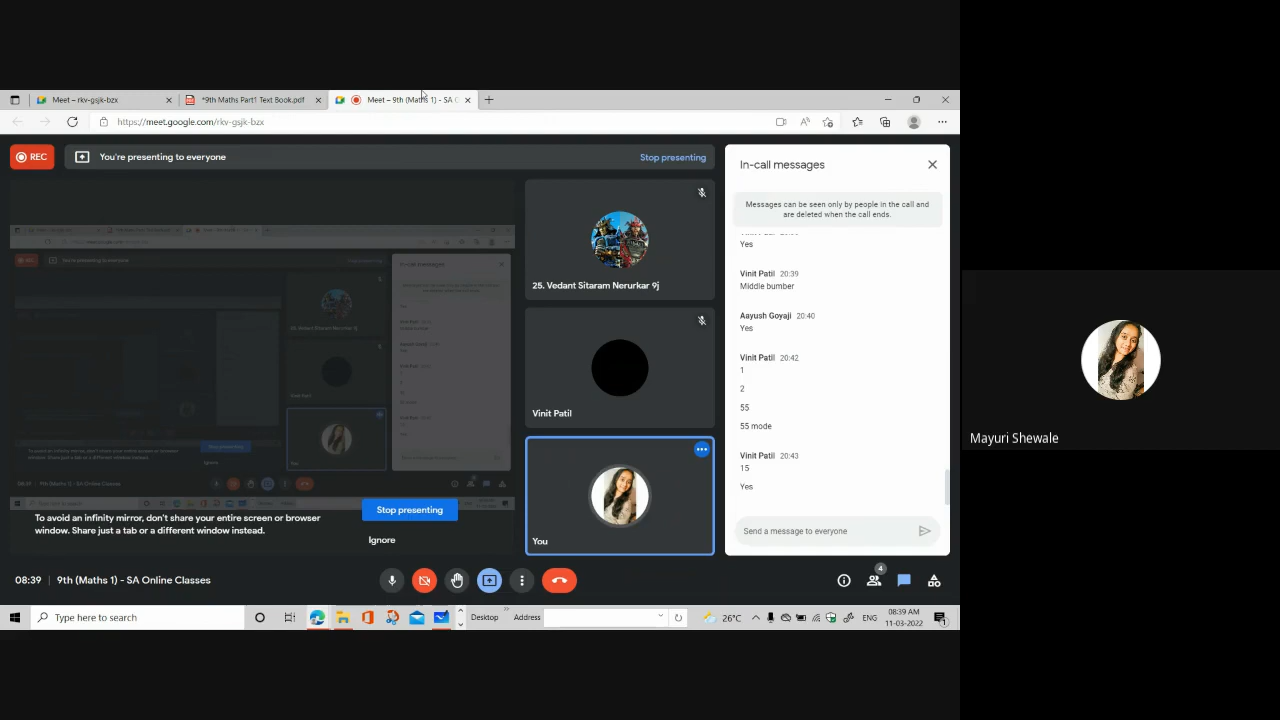 Meet – rkv-gsjk-bzx
*9th Maths Part1 Text Book.pdf
Meet – 9th (Maths 1) - SA
https://meet.google.com/rkv-gsjk-bzx
REC
You're presenting to everyone
Stop presenting
In-call messages
Messages can be seen only by people in the call and
are deleted when the call ends.
Yes
Vinit Patil 20:39
Middle bumber
Aayush Goyaji 20:40
Yes
Vinit Patil 20:42
1
2
55
55 mode
Vinit Patil 20:43
15
Yes
Send a message to everyone
25. Vedant Sitaram Nerurkar 9j
Vinit Patil
You
To avoid an infinity mirror, don't share your entire screen or browser
window. Share just a tab or a different window instead.
Stop presenting
Ignore
08:39 | 9th (Maths 1) - SA Online Classes
4
Type here to search
Desktop
Address
26°C
ENG
08:39 AM
11-03-2022
1
Mayuri Shewale